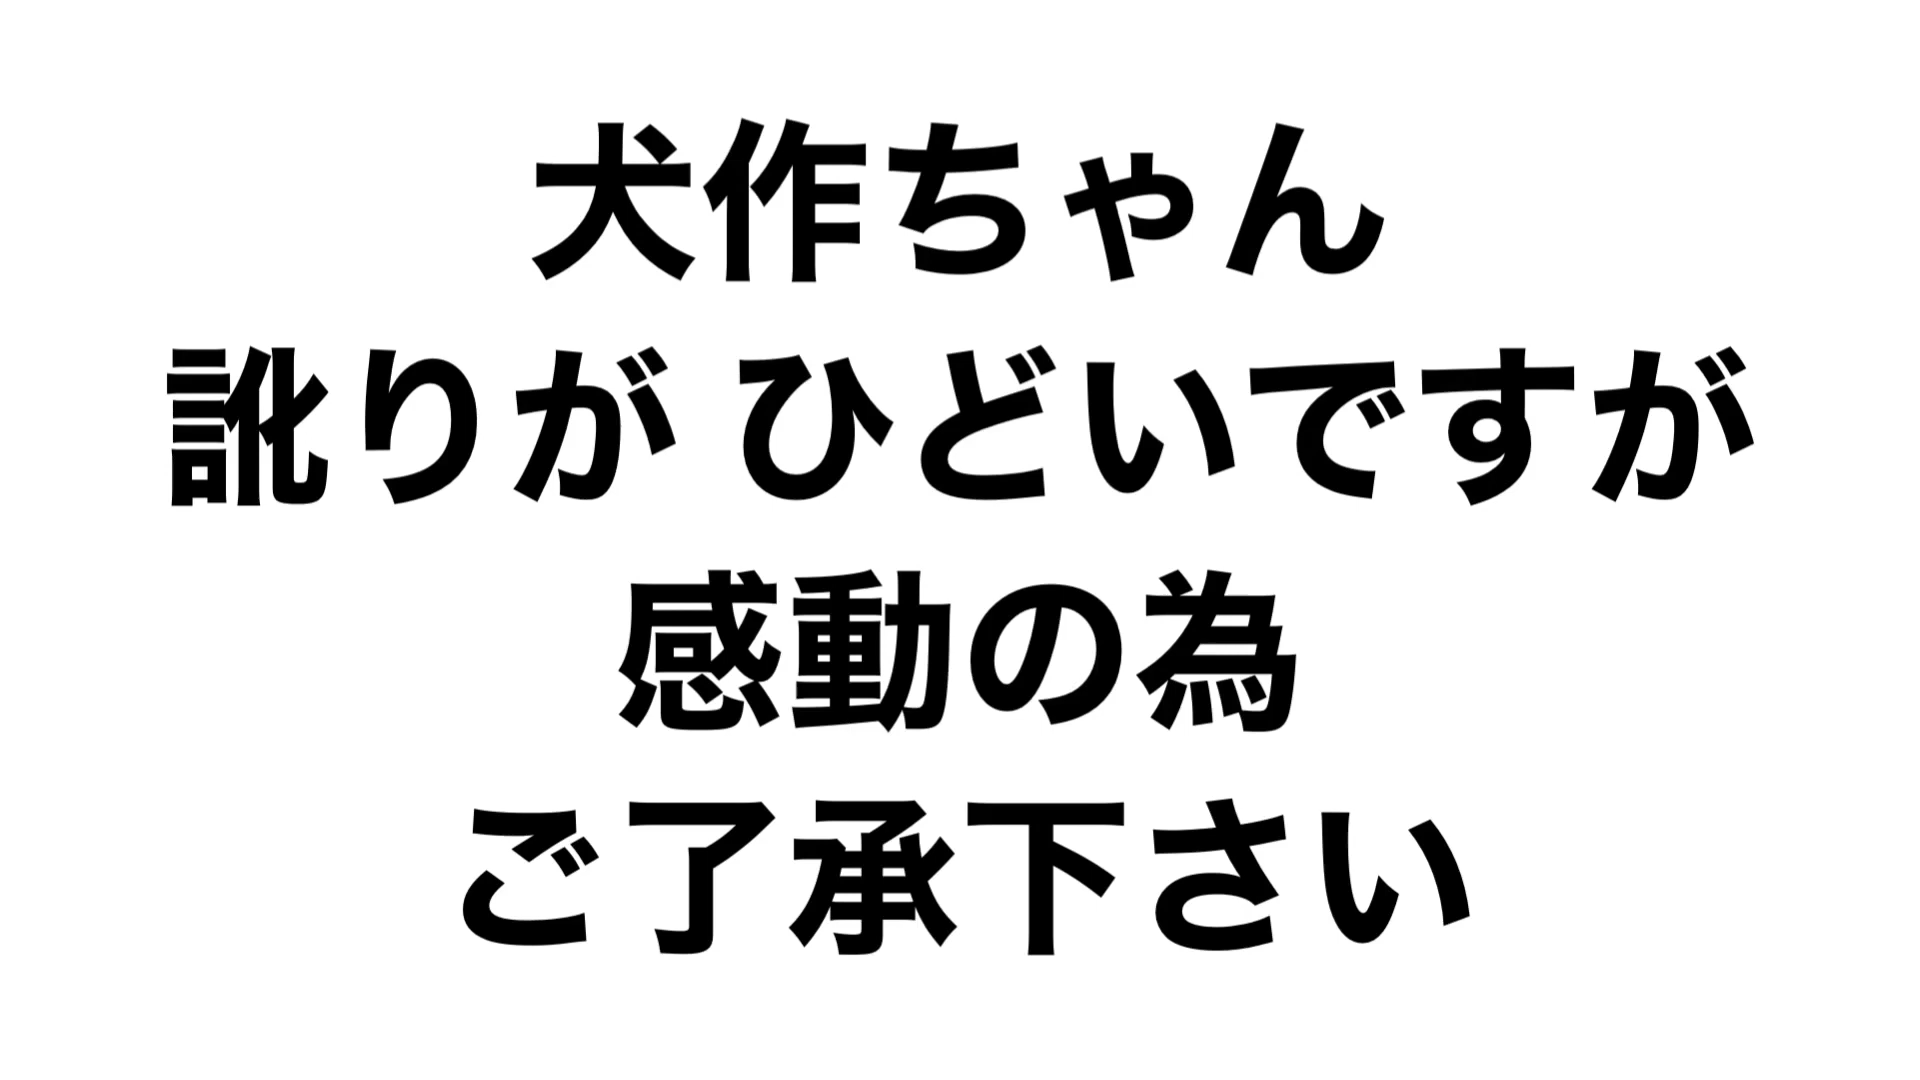 犬作ちゃん
訛りが ひどいですが
感動の為
ご了承下さい